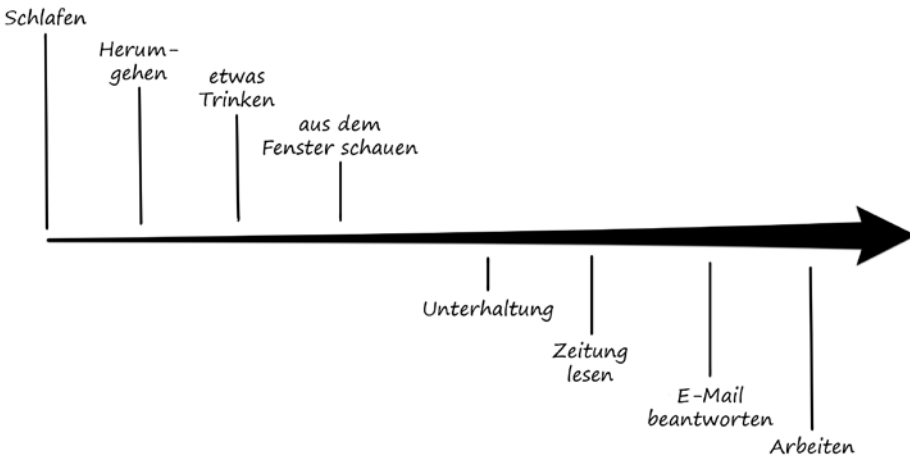 Schlafen
Herum-
gehen
etwas
Trinken
aus dem
Fenster schauen
Unterhaltung
Zeitung
lesen
E-Mail
beantworten
Arbeiten